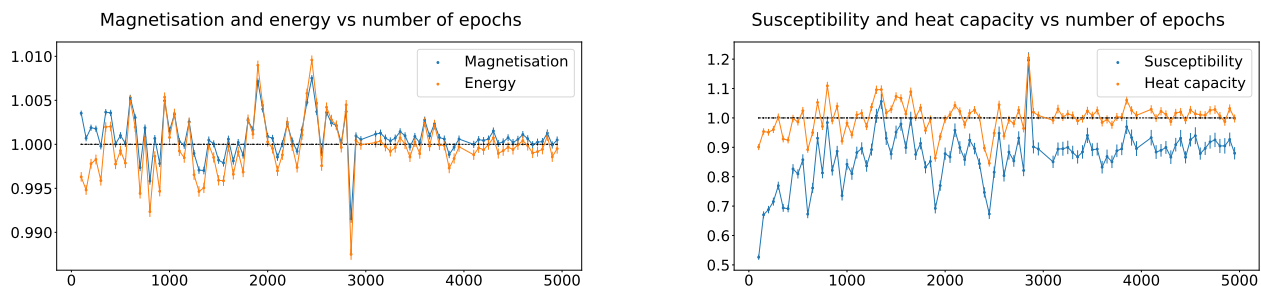 Magnetisation and energy vs number of epochs
1.010
1.005
1.000
0.995
0.990
0 1000 2000 3000 4000 5000
Magnetisation
Energy
Susceptibility and heat capacity vs number of epochs
1.2
1.1
1.0
0.9
0.8
0.7
0.6
0.5
0 1000 2000 3000 4000 5000
Susceptibility
Heat capacity